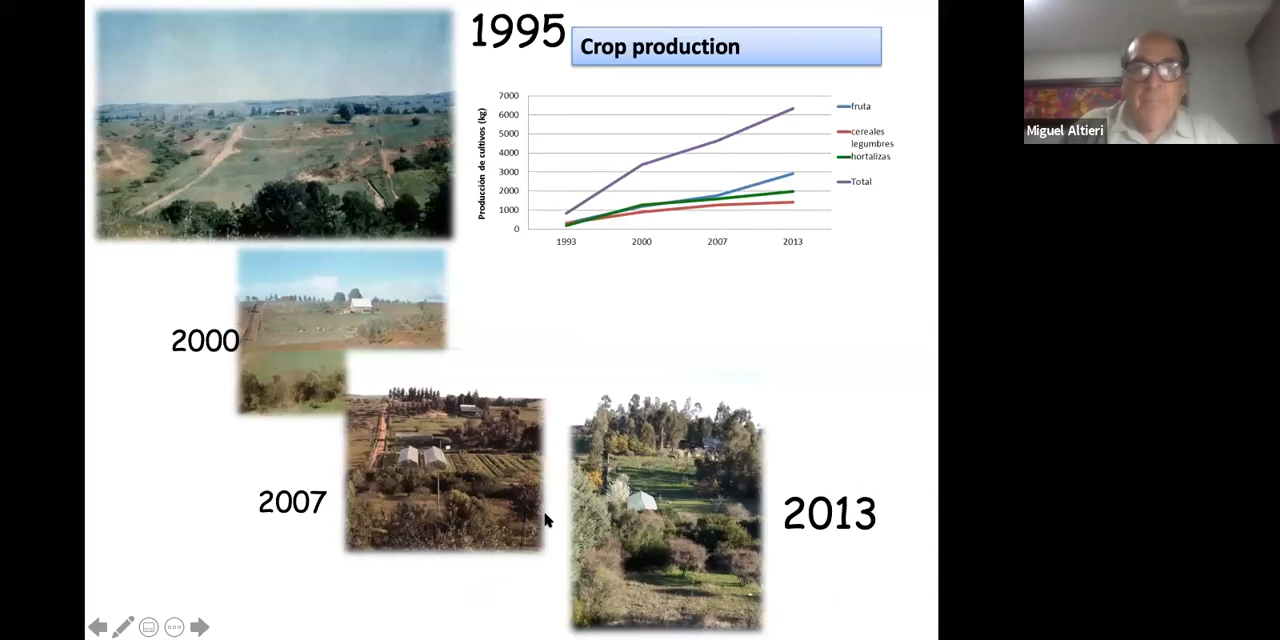 1995
Crop production
Producción de cultivos (kg)
7000
6000
5000
4000
3000
2000
1000
0
1993 2000 2007 2013
fruta
cereales
legumbres
hortalizas
Total
Miguel Altieri
2000
2007
2013